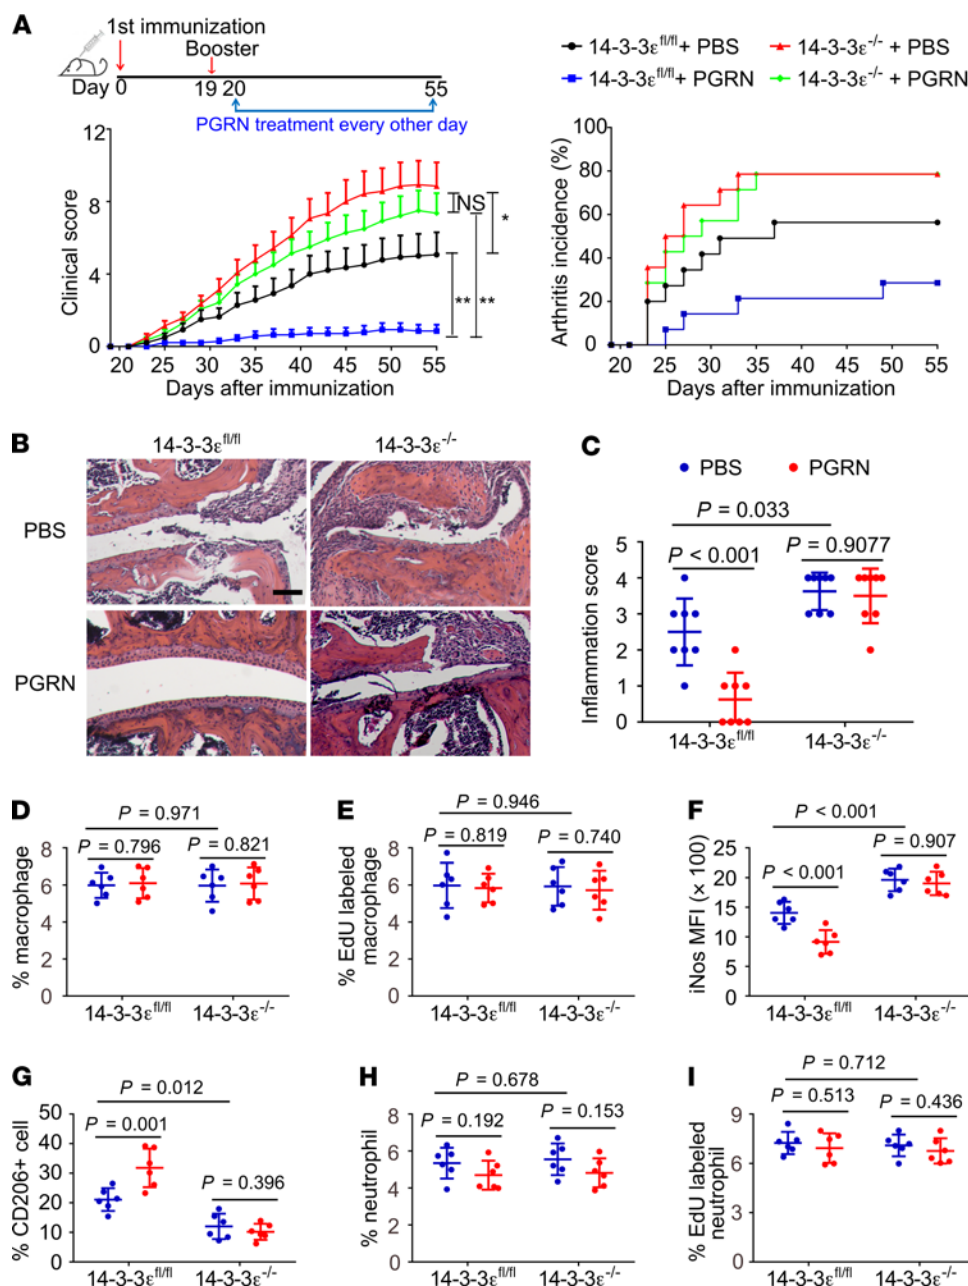 A
1st immunization
Booster
Day 0 19 20 55
PGRN treatment every other day
14-3-3ε^fl/fl + PBS
14-3-3ε^-/- + PBS
14-3-3ε^fl/fl + PGRN
14-3-3ε^-/- + PGRN
Clinical score
12
8
4
0
NS
*
**
**
20 25 30 35 40 45 50 55
Days after immunization
Arthritis incidence (%)
100
80
60
40
20
0
20 25 30 35 40 45 50 55
Days after immunization
B
14-3-3ε^fl/fl
14-3-3ε^-/-
PBS
PGRN
C
PBS
PGRN
P = 0.033
P < 0.001
P = 0.9077
Inflammation score
5
4
3
2
1
0
14-3-3ε^fl/fl
14-3-3ε^-/-
D
P = 0.971
P = 0.796
P = 0.821
% macrophage
8
6
4
2
0
14-3-3ε^fl/fl
14-3-3ε^-/-
E
P = 0.946
P = 0.819
P = 0.740
% EdU labeled
macrophage
8
6
4
2
0
14-3-3ε^fl/fl
14-3-3ε^-/-
F
P < 0.001
P = 0.907
P < 0.001
iNos MFI (× 100)
25
20
15
10
5
0
14-3-3ε^fl/fl
14-3-3ε^-/-
G
P = 0.012
P = 0.001
P = 0.396
% CD206+ cell
50
40
30
20
10
0
14-3-3ε^fl/fl
14-3-3ε^-/-
H
P = 0.678
P = 0.192
P = 0.153
% neutrophil
8
6
4
2
0
14-3-3ε^fl/fl
14-3-3ε^-/-
I
P = 0.712
P = 0.513
P = 0.436
% EdU labeled
neutrophil
9
6
3
0
14-3-3ε^fl/fl
14-3-3ε^-/-